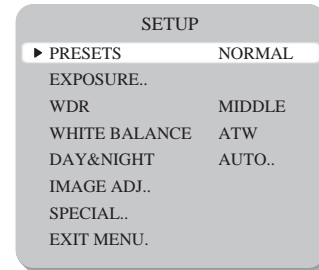 SETUP
PRESETS NORMAL
EXPOSURE..
WDR MIDDLE
WHITE BALANCE ATW
DAY&NIGHT AUTO..
IMAGE ADJ..
SPECIAL..
EXIT MENU.